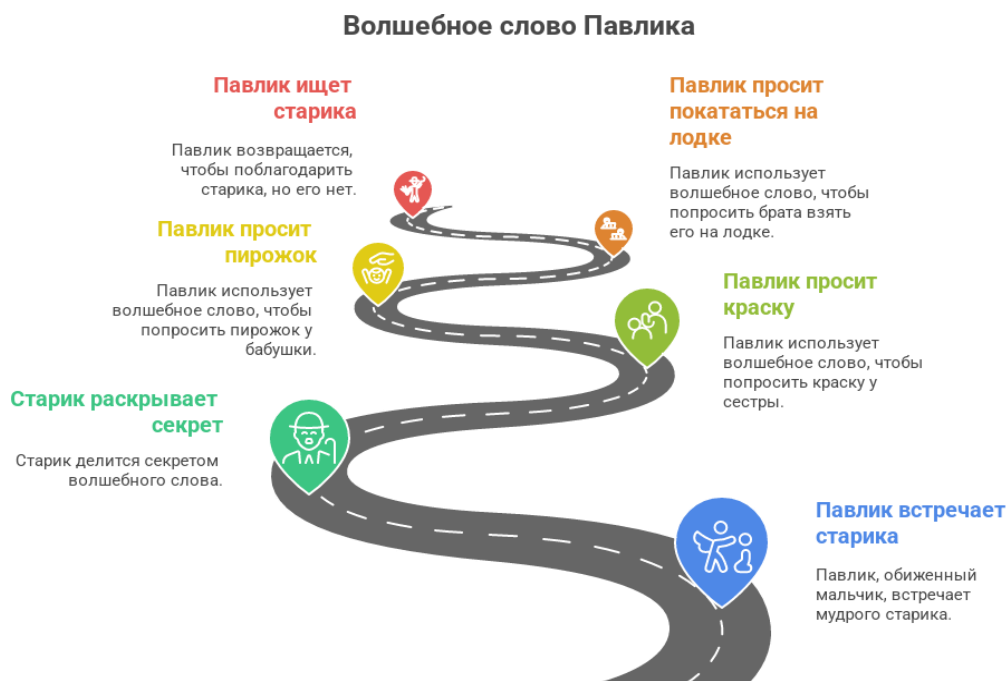 Волшебное слово Павлика
Павлик ищет
старика
Павлик возвращается,
чтобы поблагодарить
старика, но его нет.
Павлик просит
покататься на
лодке
Павлик использует
волшебное слово, чтобы
попросить брата взять
его на лодке.
Павлик просит
пирожок
Павлик использует
волшебное слово, чтобы
попросить пирожок у
бабушки.
Павлик просит
краску
Павлик использует
волшебное слово, чтобы
попросить краску у
сестры.
Старик раскрывает
секрет
Старик делится секретом
волшебного слова.
Павлик встречает
старика
Павлик, обиженный
мальчик, встречает
мудрого старика.